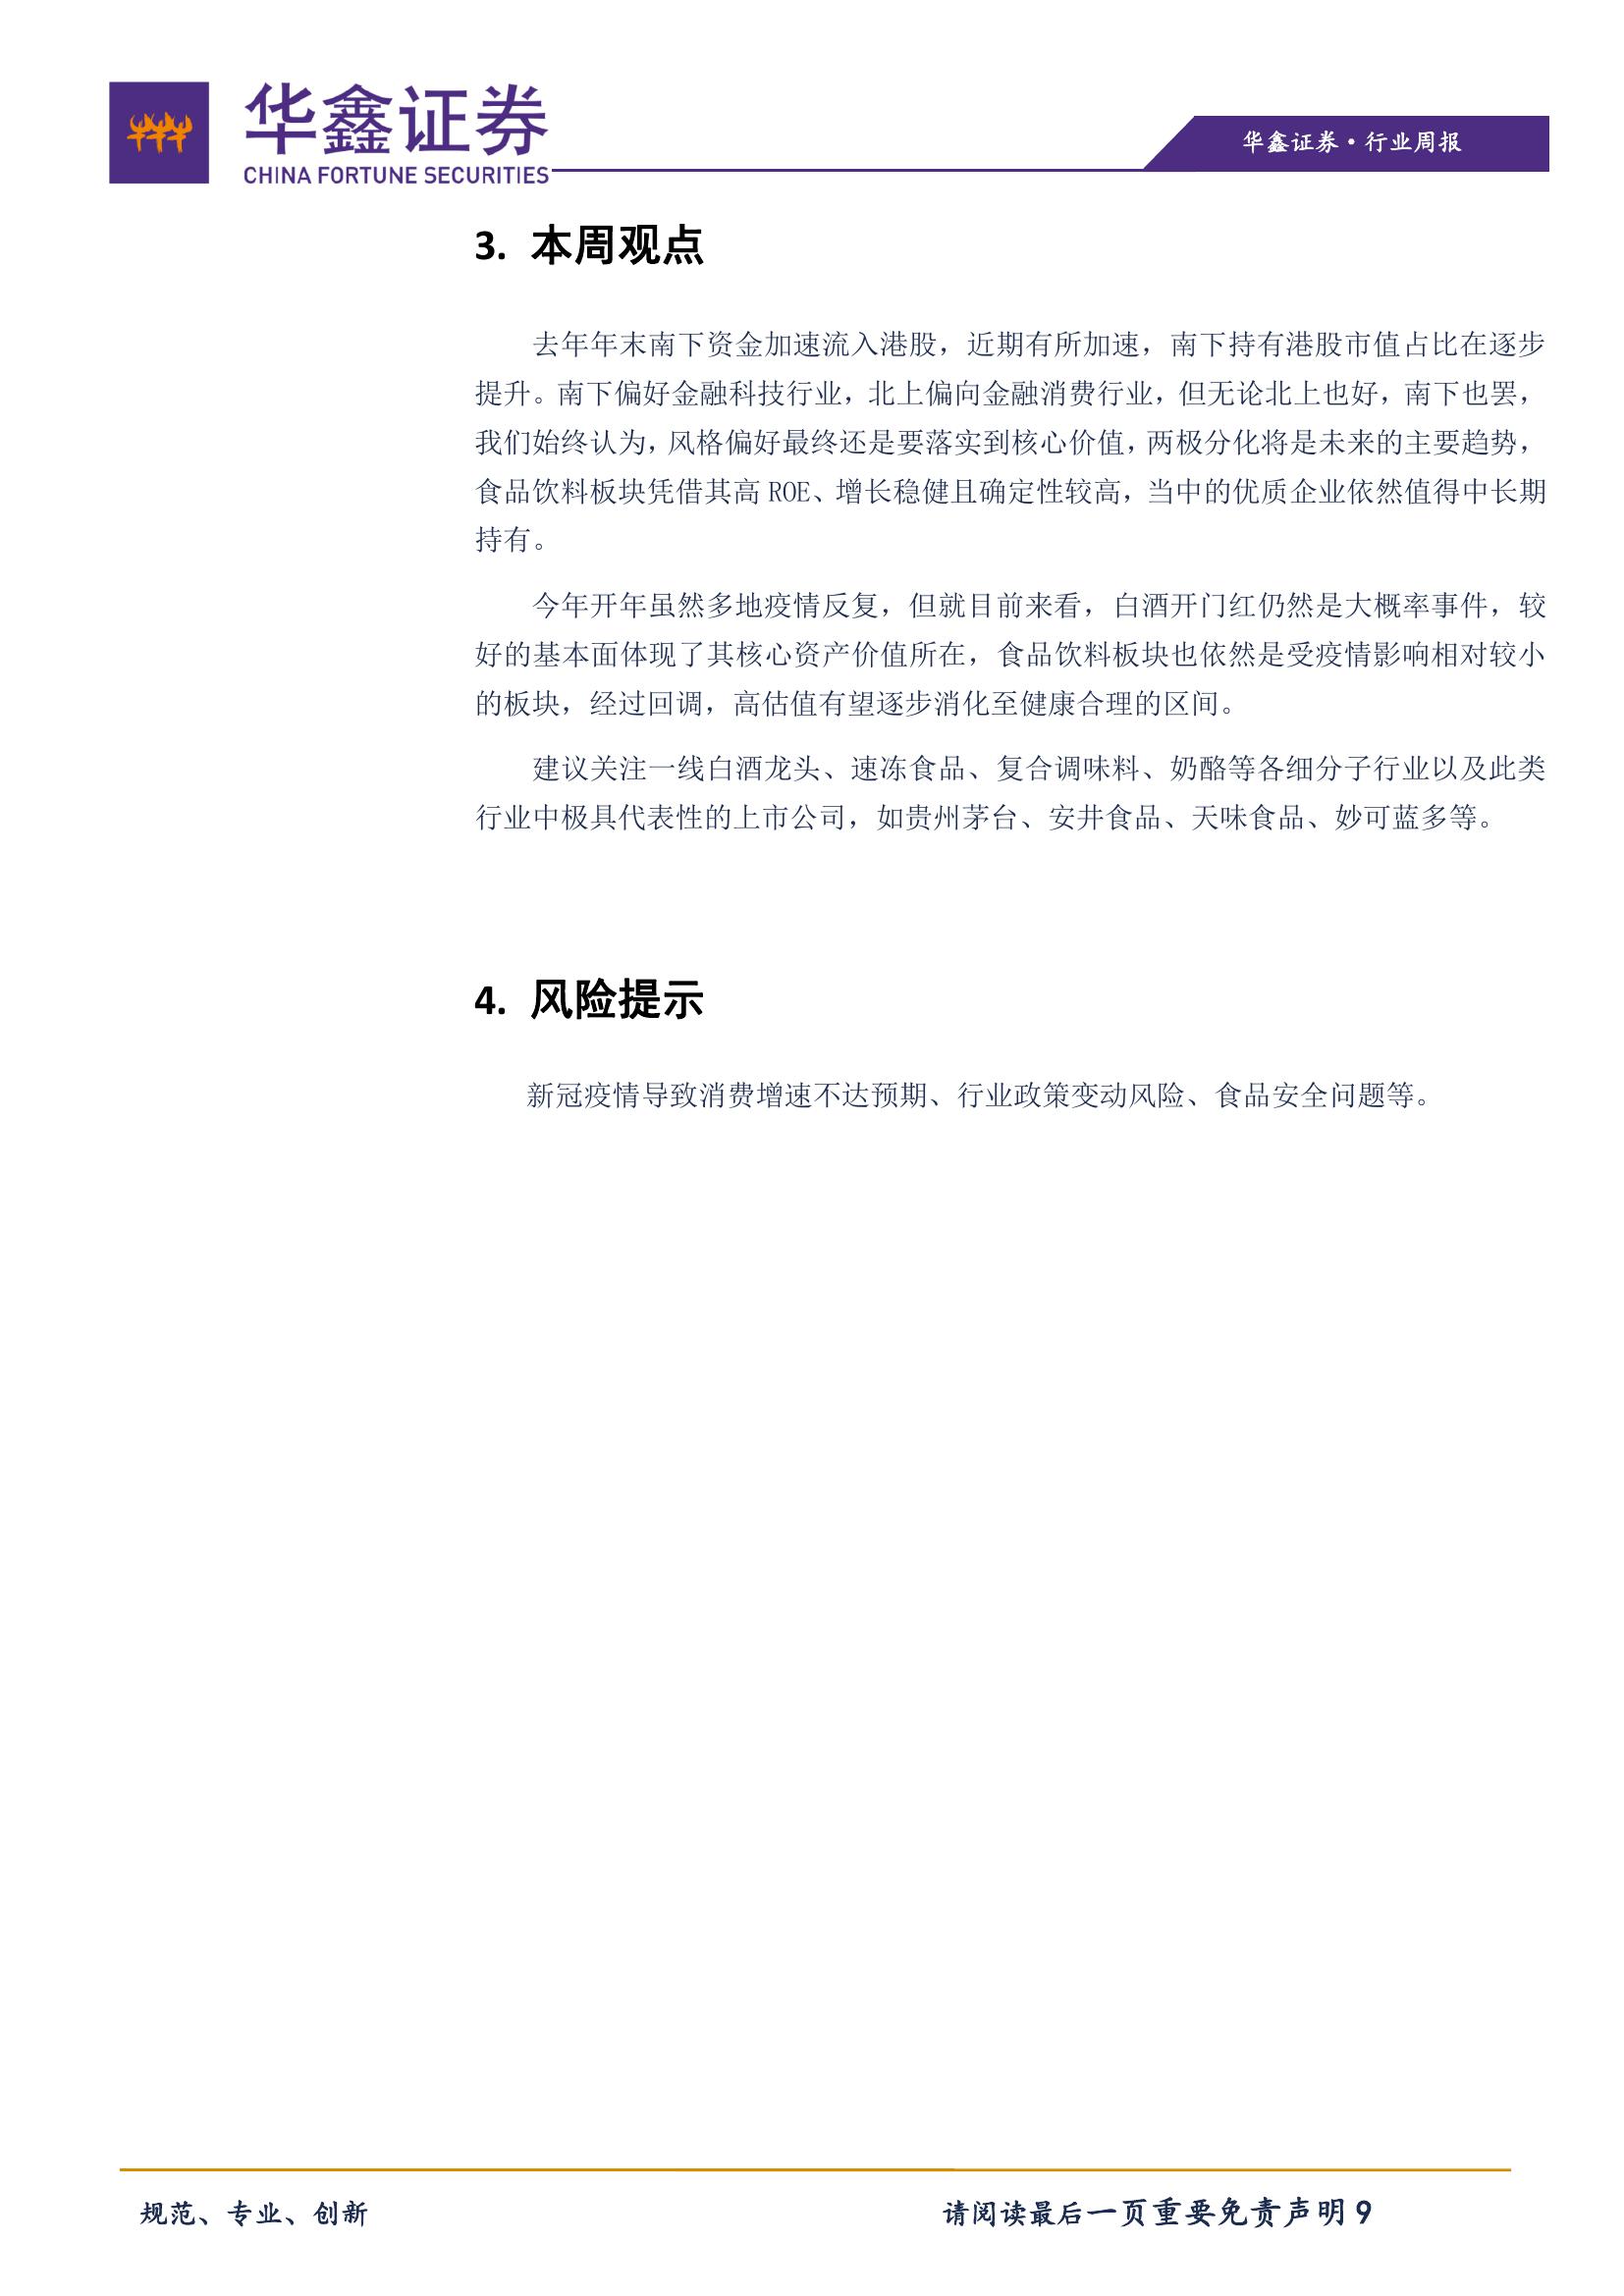 华鑫证券
CHINA FORTUNE SECURITIES
华鑫证券·行业周报
3. 本周观点
去年年末南下资金加速流入港股，近期有所加速，南下持有港股市值占比在逐步
提升。南下偏好金融科技行业，北上偏向金融消费行业，但无论北上也好，南下也罢，
我们始终认为，风格偏好最终还是要落实到核心价值，两极分化将是未来的主要趋势，
食品饮料板块凭借其高 ROE、增长稳健且确定性较高，当中的优质企业依然值得中长期
持有。
今年开年虽然多地疫情反复，但就目前来看，白酒开门红仍然是大概率事件，较
好的基本面体现了其核心资产价值所在，食品饮料板块也依然是受疫情影响相对较小
的板块，经过回调，高估值有望逐步消化至健康合理的区间。
建议关注一线白酒龙头、速冻食品、复合调味料、奶酪等各细分子行业以及此类
行业中极具代表性的上市公司，如贵州茅台、安井食品、天味食品、妙可蓝多等。
4. 风险提示
新冠疫情导致消费增速不达预期、行业政策变动风险、食品安全问题等。
规范、专业、创新
请阅读最后一页重要免责声明 9